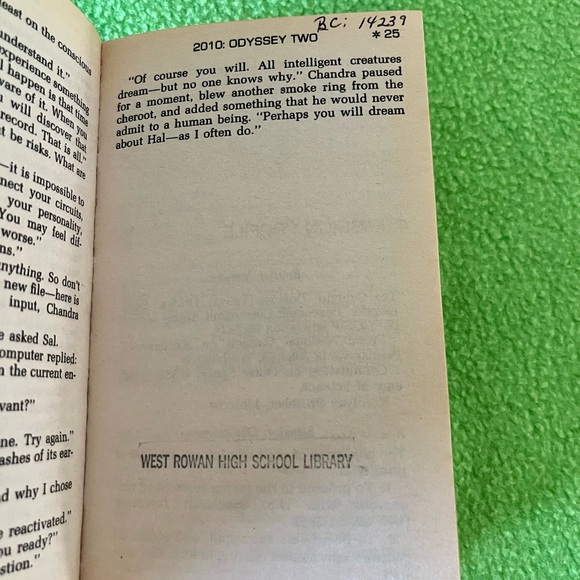 east on the conscious
understand it."
experience something
l happen is that time
ware of it. When you
u will discover that
record. That is all."
t be risks. What are
—it is impossible to
nect your circuits,
your personality,
You may feel dif-
worse."
ns."
nything. So don't
new file—here is
input, Chandra
e asked Sal.
omputer replied:
n the current en-
vant?"
ne. Try again."
ashes of its ear-
d why I chose
e reactivated."
ou ready?"
stion."
BC: 14239
2010: ODYSSEY TWO * 25
"Of course you will. All intelligent creatures
dream—but no one knows why." Chandra paused
for a moment, blew another smoke ring from the
cheroot, and added something that he would never
admit to a human being. "Perhaps you will dream
about Hal—as I often do."
WEST ROWAN HIGH SCHOOL LIBRARY